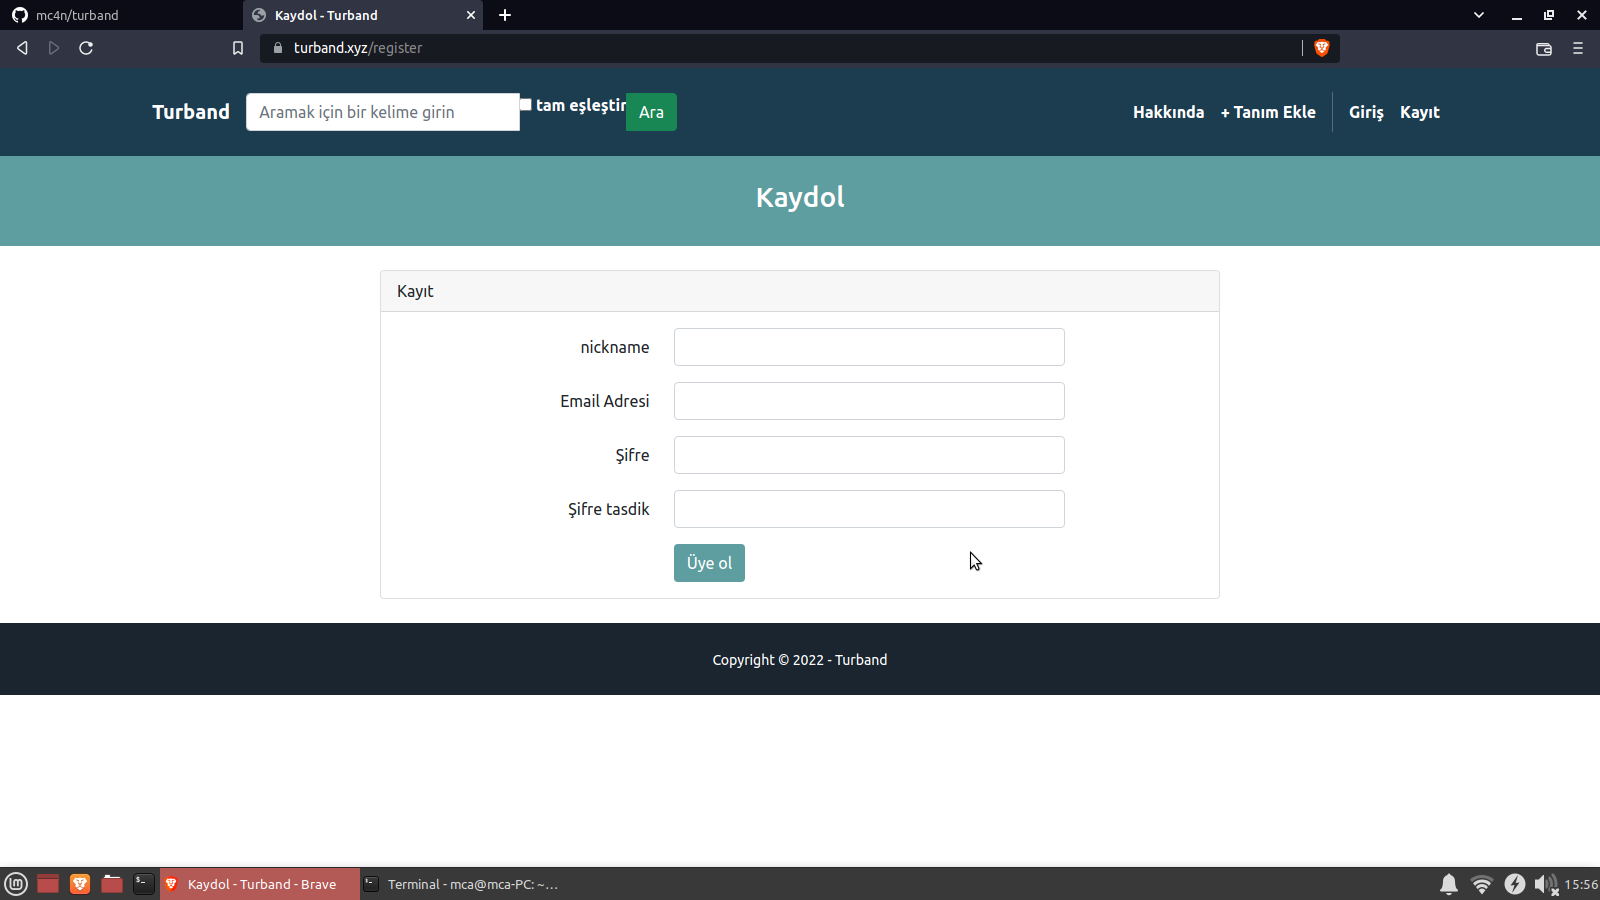 mc4n/turband
Kaydol - Turband
turband.xyz/register
Turband
Aramak için bir kelime girin
tam eşleştir
Ara
Hakkında
+ Tanım Ekle
Giriş
Kayıt
Kaydol
Kayıt
nickname
Email Adresi
Şifre
Şifre tasdik
Üye ol
Copyright © 2022 - Turband
Kaydol - Turband - Brave
Terminal - mca@mca-PC: ~...
15:56